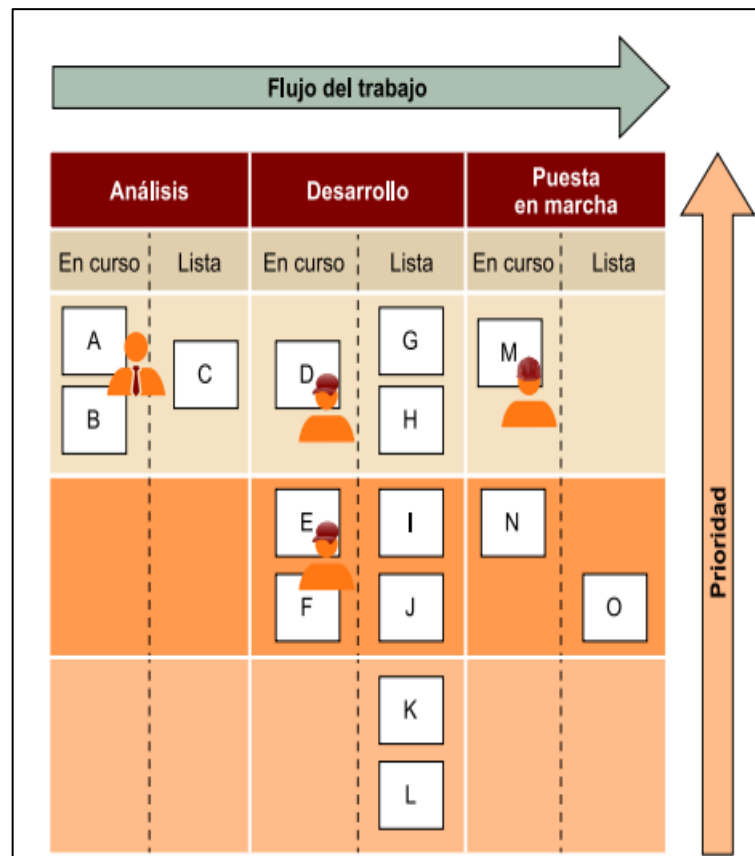 Flujo del trabajo
Análisis
Desarrollo
Puesta
en marcha
En curso
Lista
En curso
Lista
En curso
Lista
A
B
C
D
G
H
M
E
F
I
J
N
O
K
L
Prioridad